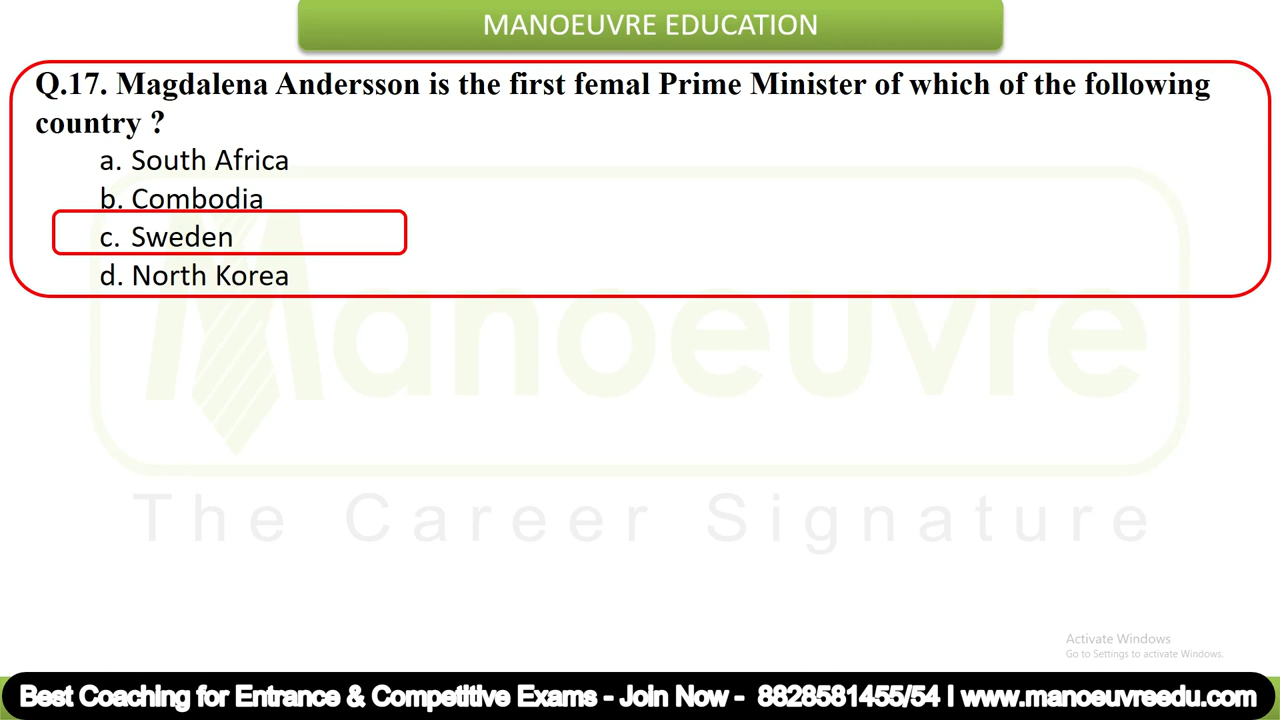 MANOEUVRE EDUCATION
Q.17. Magdalena Andersson is the first femal Prime Minister of which of the following
country ?
a. South Africa
b. Combodia
c. Sweden
d. North Korea
Manoeuvre
The Career Signature
Activate Windows
Go to Settings to activate Windows.
Best Coaching for Entrance & Competitive Exams - Join Now - 8828581455/54 I www.manoeuvreedu.com